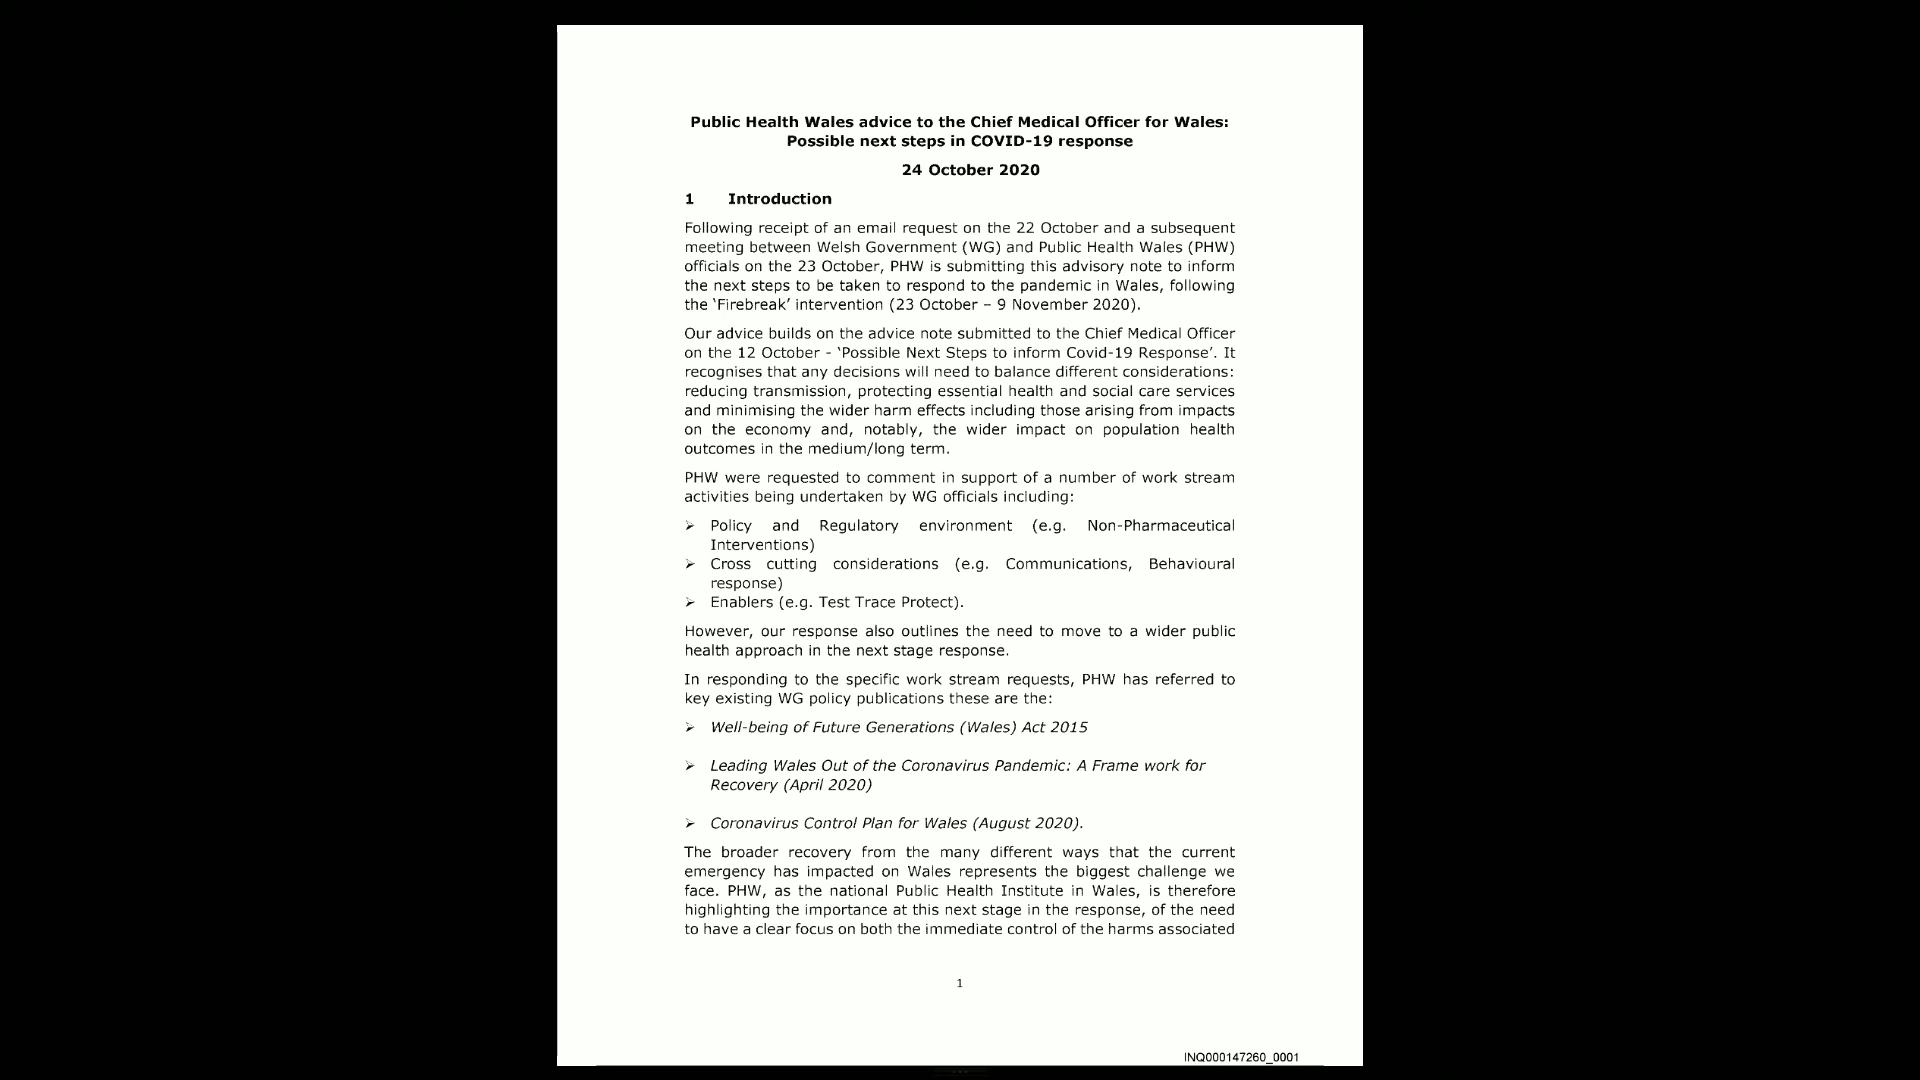 Public Health Wales advice to the Chief Medical Officer for Wales:
Possible next steps in COVID-19 response
24 October 2020
1 Introduction
Following receipt of an email request on the 22 October and a subsequent
meeting between Welsh Government (WG) and Public Health Wales (PHW)
officials on the 23 October, PHW is submitting this advisory note to inform
the next steps to be taken to respond to the pandemic in Wales, following
the ‘Firebreak’ intervention (23 October – 9 November 2020).
Our advice builds on the advice note submitted to the Chief Medical Officer
on the 12 October - ‘Possible Next Steps to inform Covid-19 Response’. It
recognises that any decisions will need to balance different considerations:
reducing transmission, protecting essential health and social care services
and minimising the wider harm effects including those arising from impacts
on the economy and, notably, the wider impact on population health
outcomes in the medium/long term.
PHW were requested to comment in support of a number of work stream
activities being undertaken by WG officials including:
➢ Policy and Regulatory environment (e.g. Non-Pharmaceutical
Interventions)
➢ Cross cutting considerations (e.g. Communications, Behavioural
response)
➢ Enablers (e.g. Test Trace Protect).
However, our response also outlines the need to move to a wider public
health approach in the next stage response.
In responding to the specific work stream requests, PHW has referred to
key existing WG policy publications these are the:
➢ Well-being of Future Generations (Wales) Act 2015
➢ Leading Wales Out of the Coronavirus Pandemic: A Frame work for
Recovery (April 2020)
➢ Coronavirus Control Plan for Wales (August 2020).
The broader recovery from the many different ways that the current
emergency has impacted on Wales represents the biggest challenge we
face. PHW, as the national Public Health Institute in Wales, is therefore
highlighting the importance at this next stage in the response, of the need
to have a clear focus on both the immediate control of the harms associated
1
INQ000147260_0001